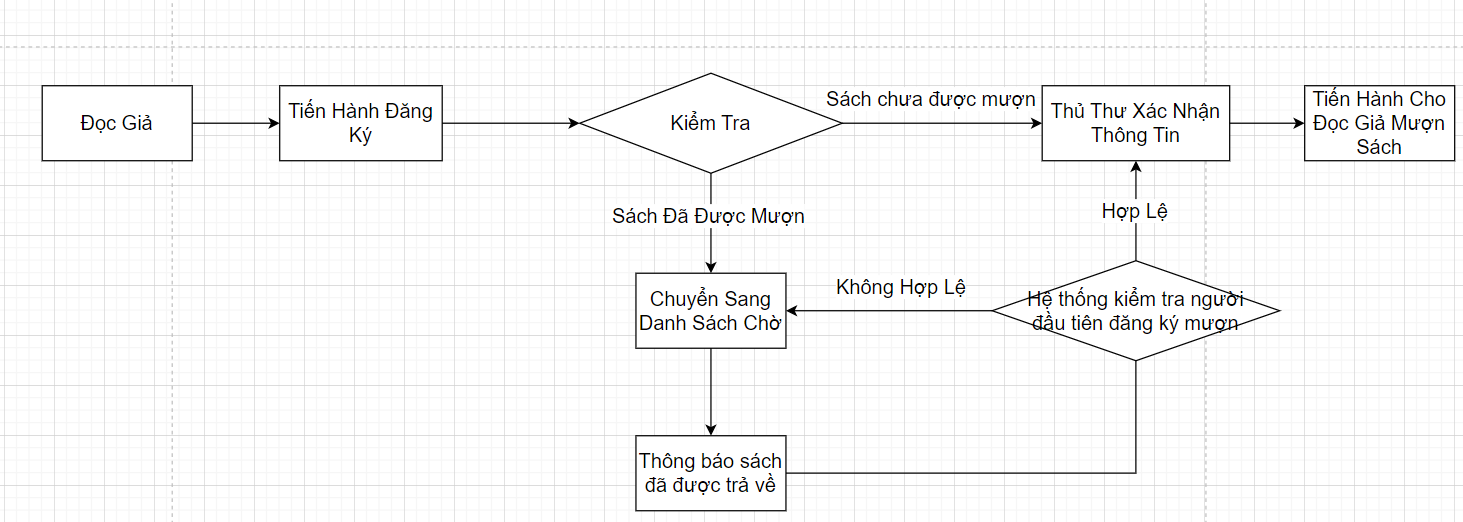 Đọc Giả
Tiến Hành Đăng
Ký
Kiểm Tra
Sách chưa được mượn
Thủ Thư Xác Nhận
Thông Tin
Tiến Hành Cho
Đọc Giả Mượn
Sách
Sách Đã Được Mượn
Hợp Lệ
Chuyển Sang
Danh Sách Chờ
Không Hợp Lệ
Hệ thống kiểm tra người
đầu tiên đăng ký mượn
Thông báo sách
đã được trả về